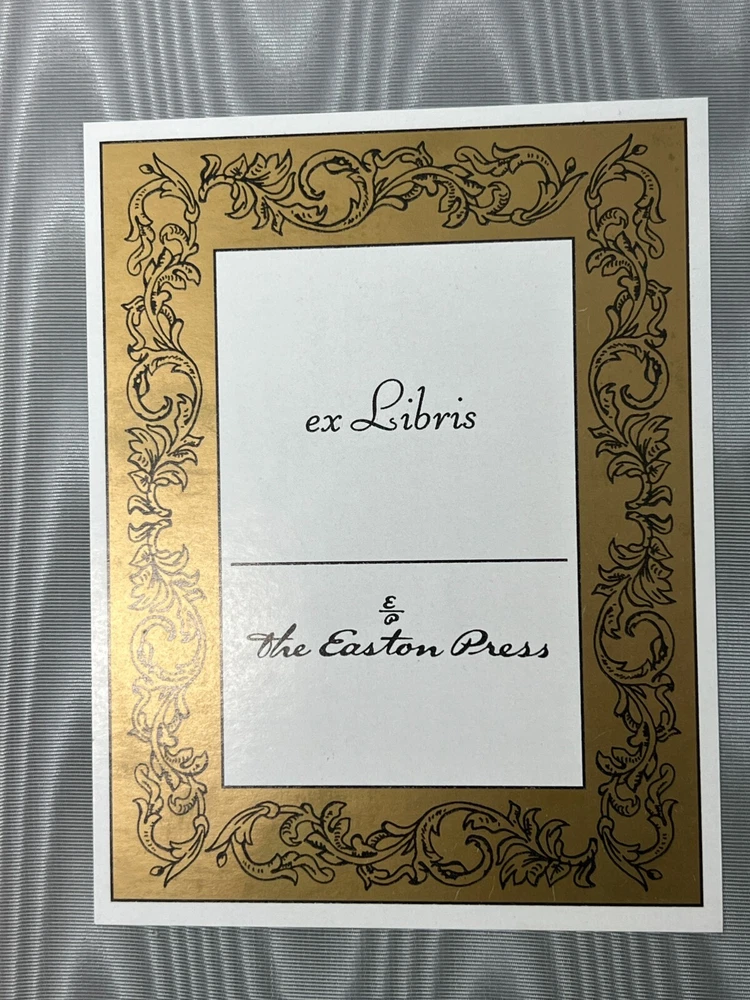 ex Libris
E
P
the Easton Press